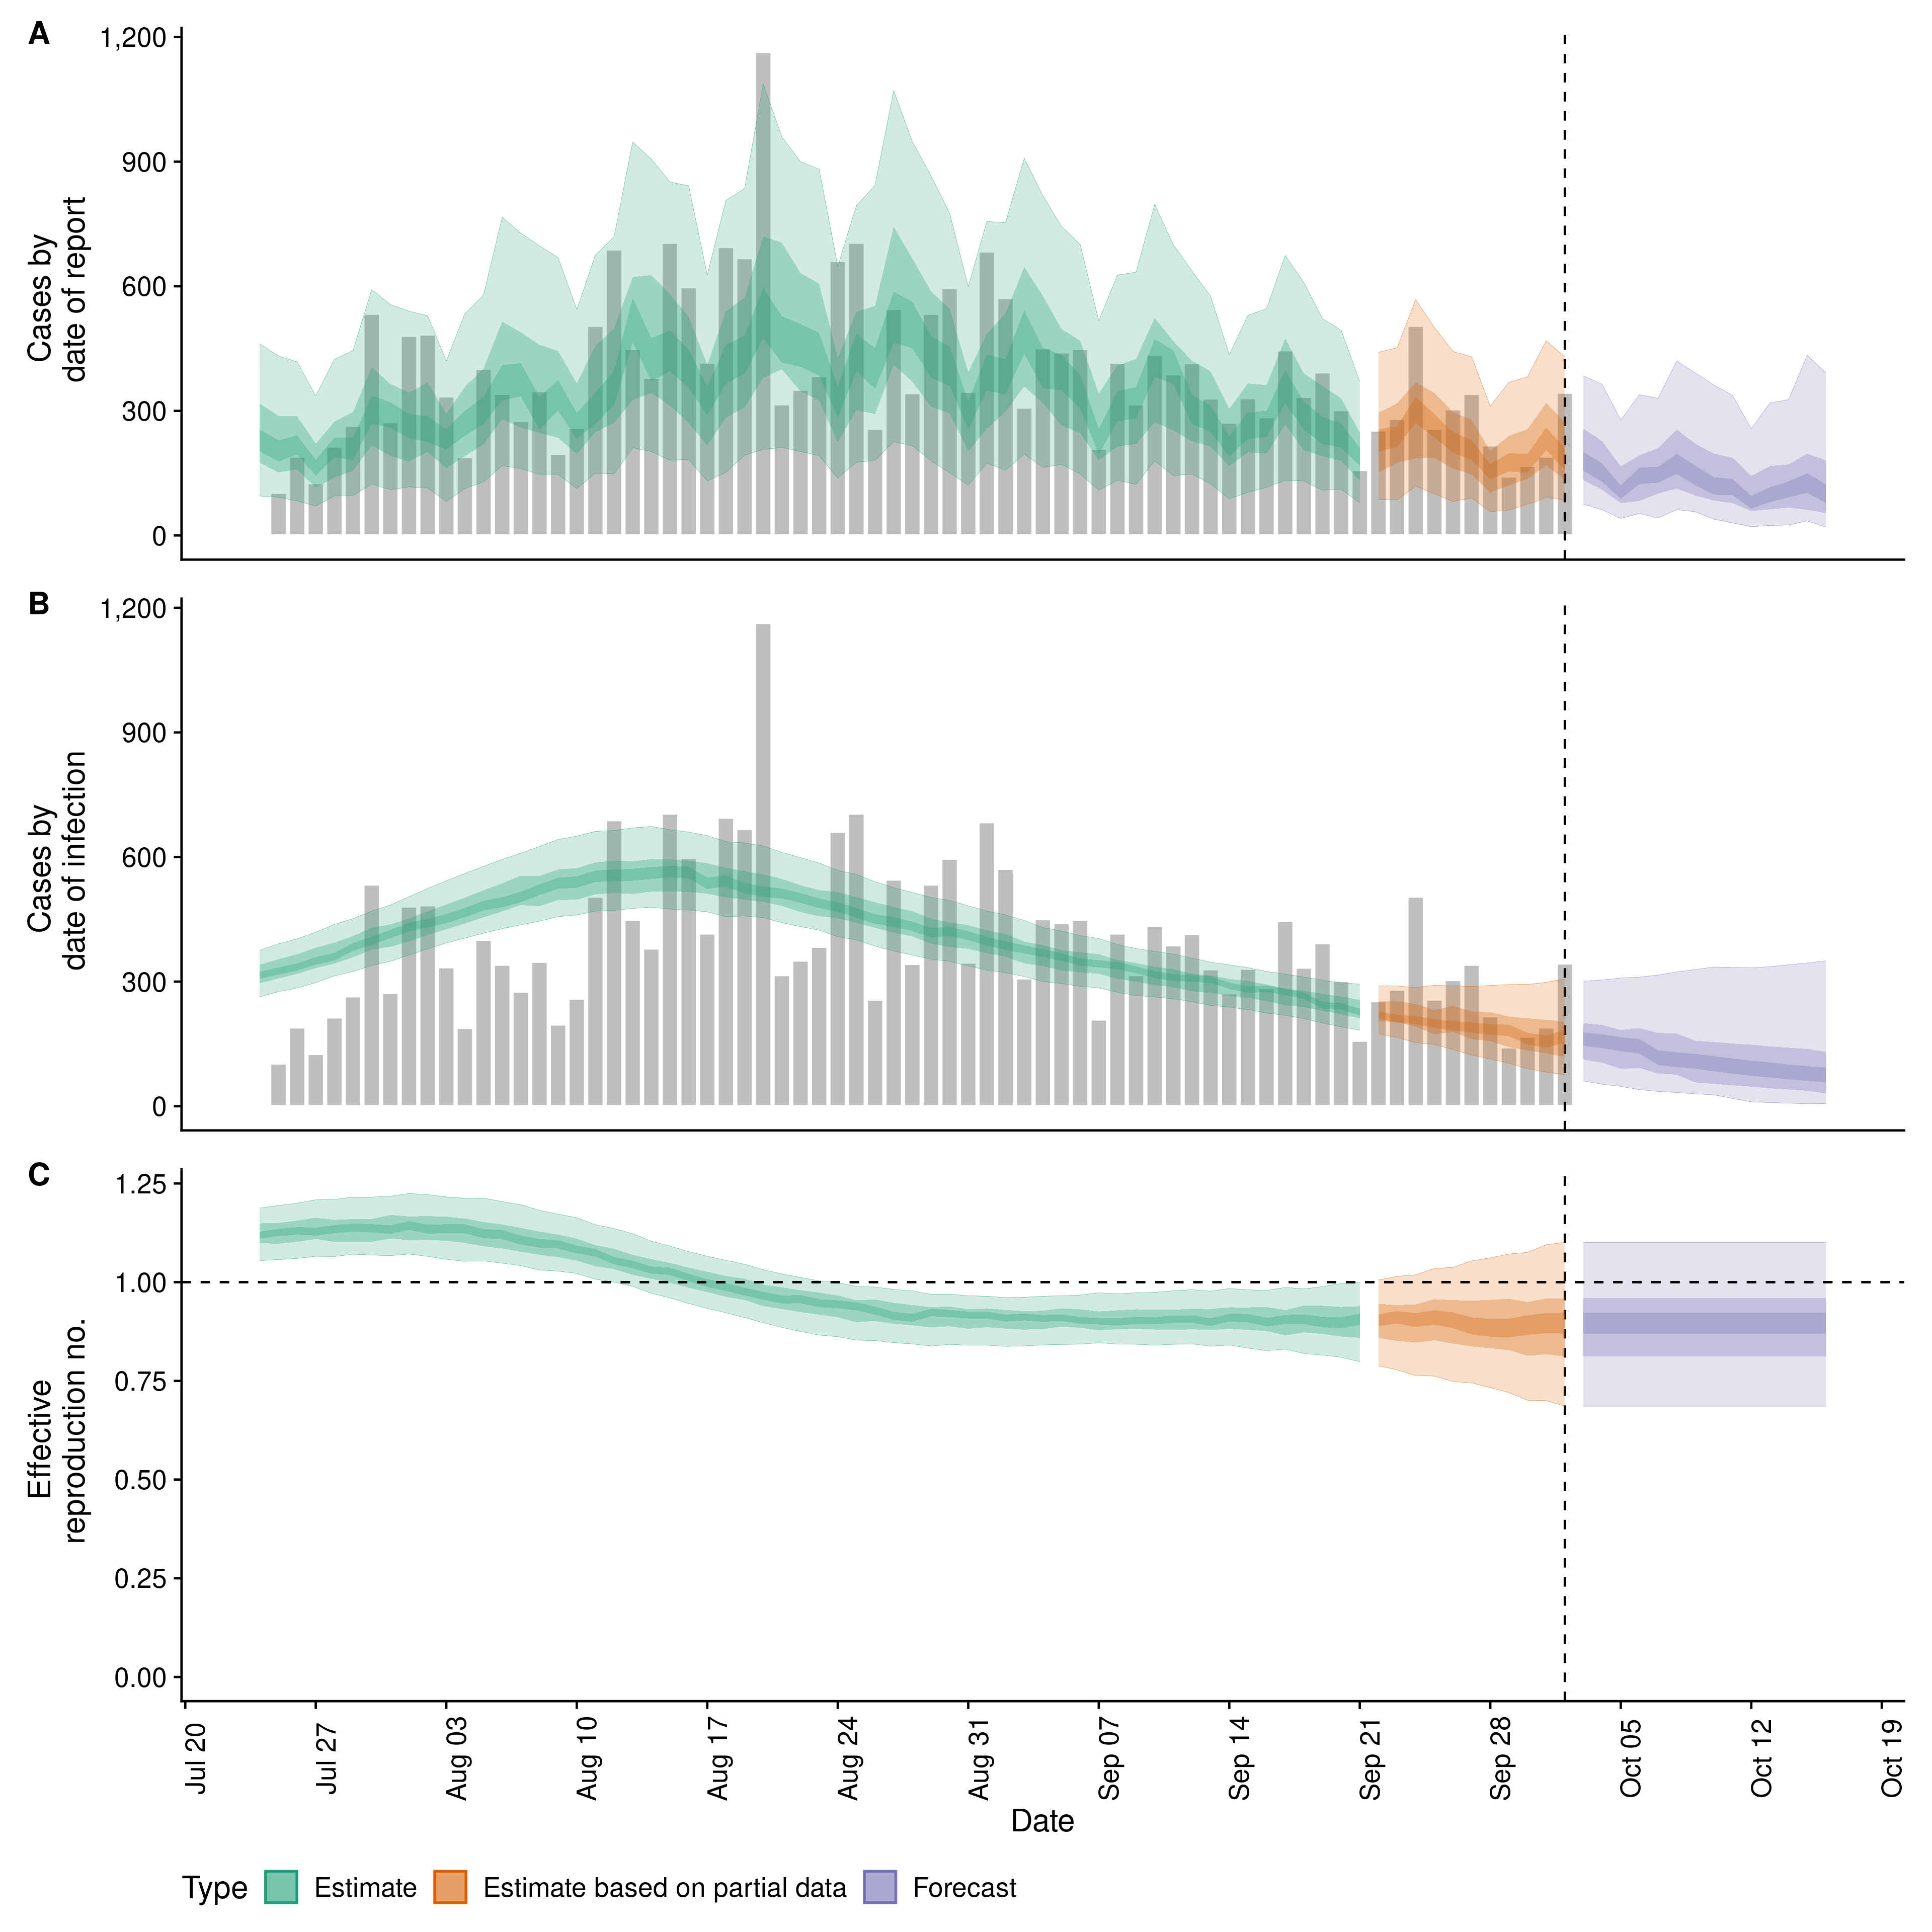 A
1,200
900
600
300
0
Cases by
date of report
B
1,200
900
600
300
0
Cases by
date of infection
C
1.25
1.00
0.75
0.50
0.25
0.00
Effective
reproduction no.
Jul 20
Jul 27
Aug 03
Aug 10
Aug 17
Aug 24
Aug 31
Sep 07
Sep 14
Sep 21
Sep 28
Oct 05
Oct 12
Oct 19
Date
Type Estimate Estimate based on partial data Forecast